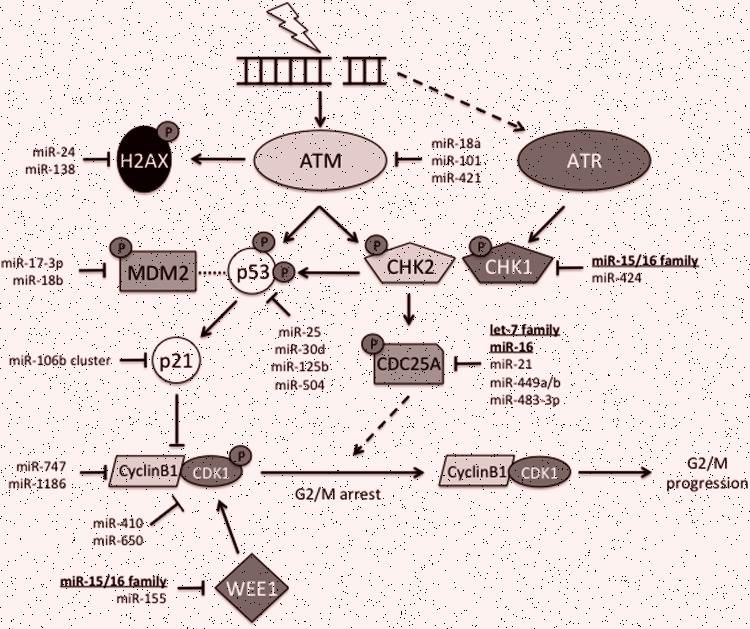 P
miR-24
miR-138
H2AX
ATM
miR-18a
miR-101
miR-421
ATR
miR-17-3p
miR-18b
P
MDM2
P
p53
P
P
CHK2
P
CHK1
miR-15/16 family
miR-424
miR-106b cluster
p21
miR-25
miR-30d
miR-125b
miR-504
P
CDC25A
let-7 family
miR-16
miR-21
miR-449a/b
miR-483-3p
miR-747
miR-1186
CyclinB1
CDK1
P
G2/M arrest
CyclinB1
CDK1
G2/M
progression
miR-410
miR-650
miR-15/16 family
miR-155
WEE1